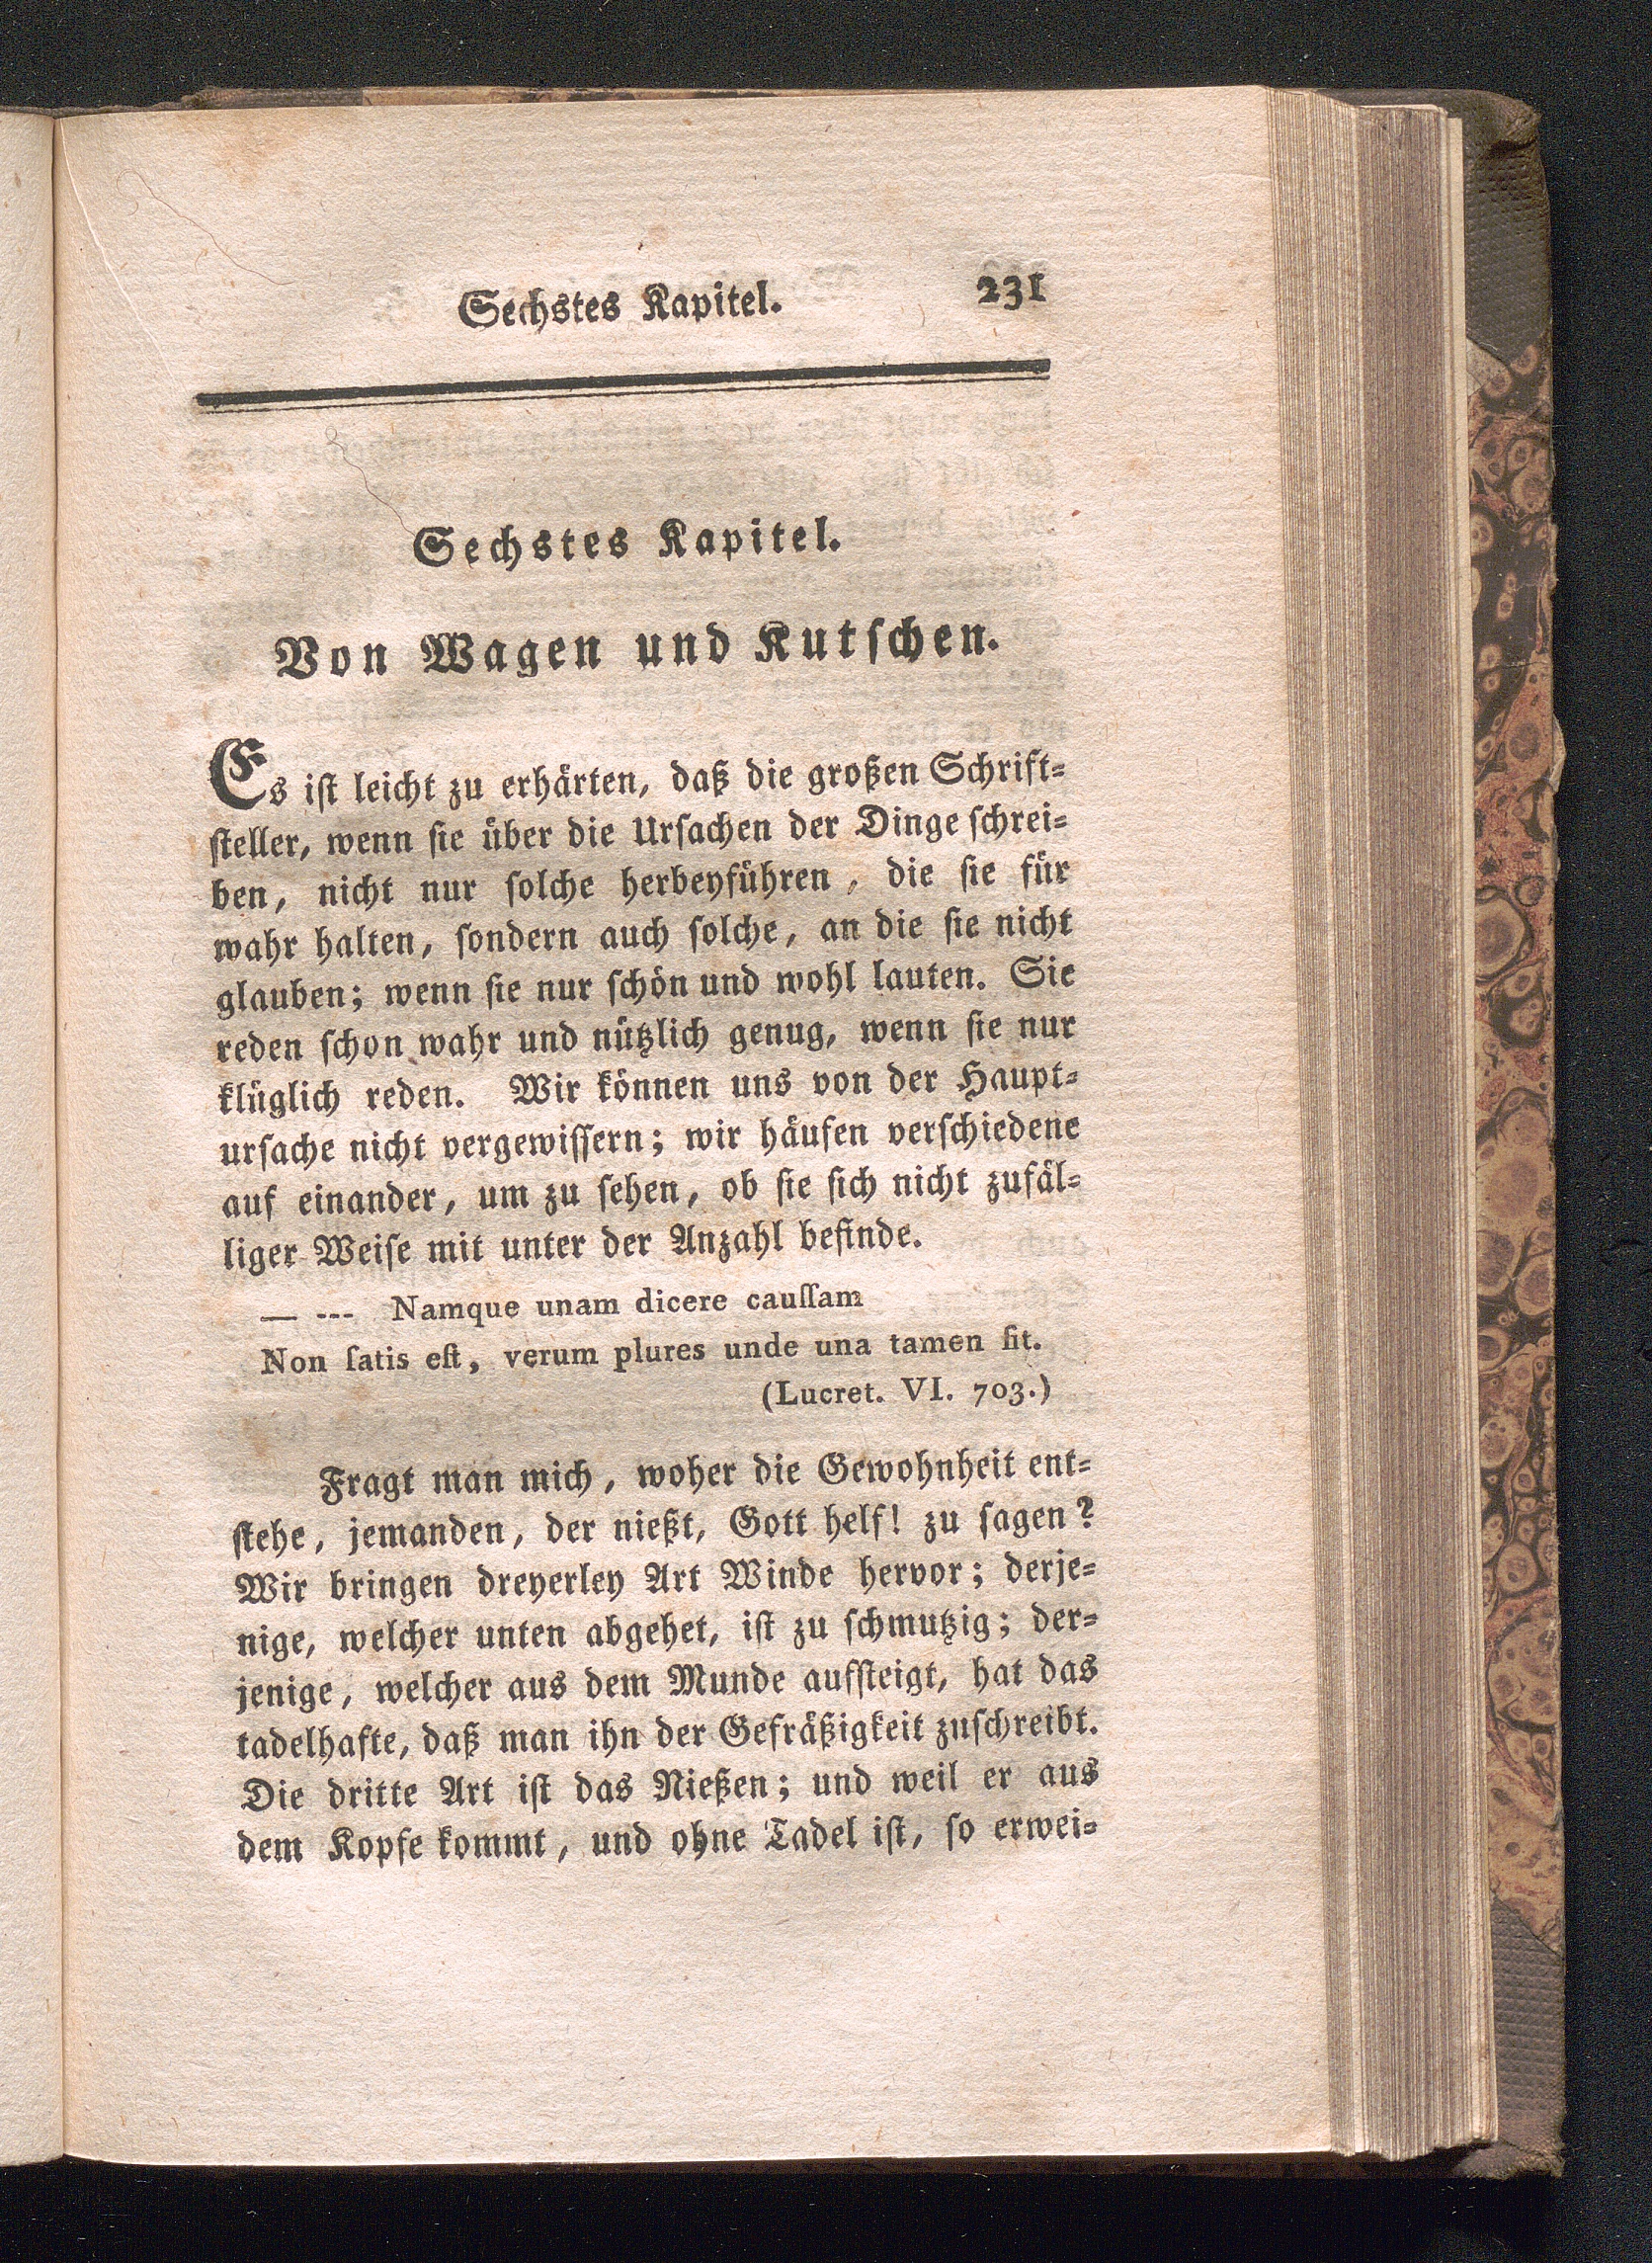 Sechstes Kapitel. 231
Sechstes Kapitel.
Von Wagen und Kutſchen.
Es iſt leicht zu erhärten, daß die großen Schrift⸗
ſteller, wenn ſie über die Urſachen der Dinge ſchrei⸗
ben, nicht nur ſolche herbeyführen, die ſie für
wahr halten, ſondern auch ſolche, an die ſie nicht
glauben; wenn ſie nur ſchön und wohl lauten. Sie
reden ſchon wahr und nützlich genug, wenn ſie nur
klüglich reden. Wir können uns von der Haupt⸗
urſache nicht vergewiſſern; wir häufen verſchiedene
auf einander, um zu ſehen, ob ſie ſich nicht zufäl⸗
liger Weiſe mit unter der Anzahl befinde.
— --- Namque unam dicere cauſſam
Non ſatis eſt, verum plures unde una tamen ſit.
(Lucret. VI. 703.)
Fragt man mich, woher die Gewohnheit ent⸗
ſtehe, jemanden, der nießt, Gott helf! zu ſagen?
Wir bringen dreyerley Art Winde hervor; derje⸗
nige, welcher unten abgehet, iſt zu ſchmutzig; der⸗
jenige, welcher aus dem Munde aufſteigt, hat das
tadelhafte, daß man ihn der Gefräßigkeit zuſchreibt.
Die dritte Art iſt das Nießen; und weil er aus
dem Kopfe kommt, und ohne Tadel iſt, ſo erwei⸗